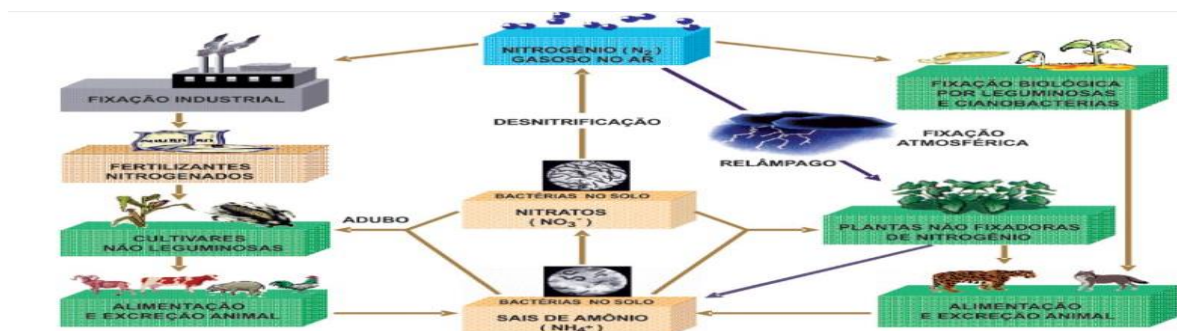 NITROGÊNIO (N₂)
GASOSO NO AR
FIXAÇÃO INDUSTRIAL
FIXAÇÃO BIOLÓGICA
POR LEGUMINOSAS
E CIANOBACTÉRIAS
DESNITRIFICAÇÃO
FIXAÇÃO
ATMOSFÉRICA
RELÂMPAGO
FERTILIZANTES
NITROGENADOS
BACTÉRIAS NO SOLO
NITRATOS
(NO₃⁻)
ADUBO
CULTIVARES
NÃO LEGUMINOSAS
PLANTAS NÃO FIXADORAS
DE NITROGÊNIO
BACTÉRIAS NO SOLO
SAIS DE AMÔNIO
(NH₄⁺)
ALIMENTAÇÃO
E EXCREÇÃO ANIMAL
ALIMENTAÇÃO
E EXCREÇÃO ANIMAL